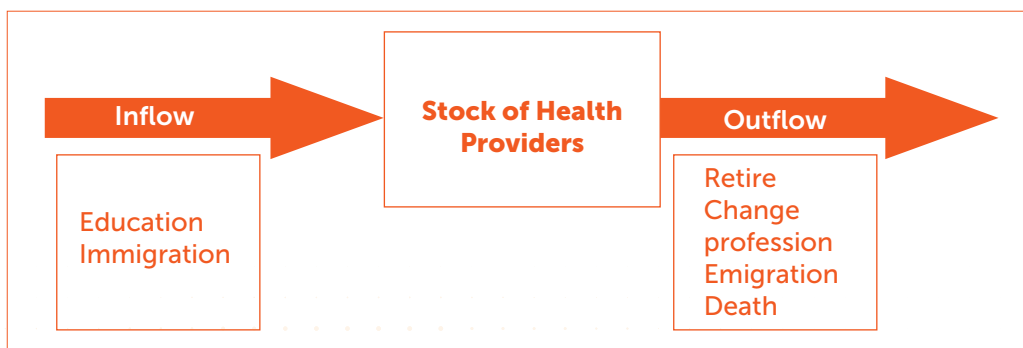 Inflow
Stock of Health
Providers
Outflow
Education
Immigration
Retire
Change
profession
Emigration
Death